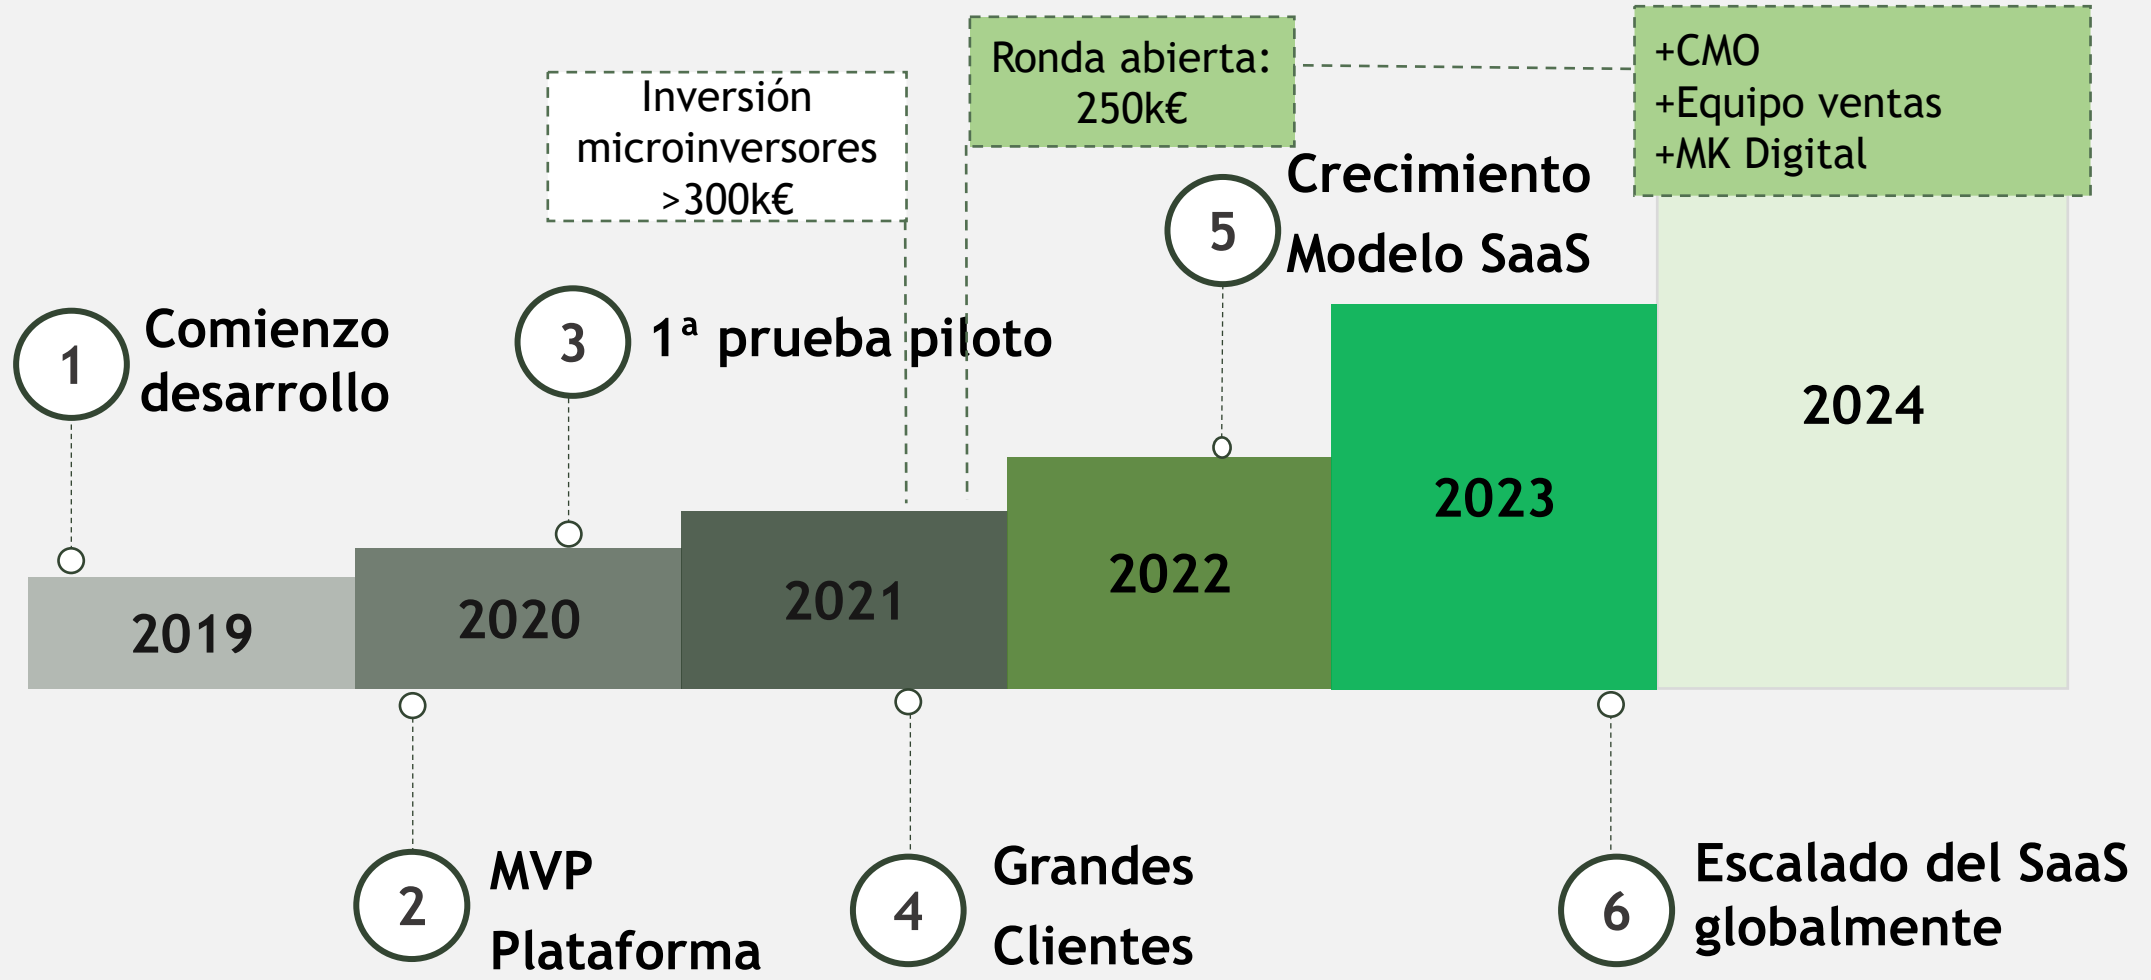 Inversión
microinversores
>300k€
Ronda abierta:
250k€
+CMO
+Equipo ventas
+MK Digital
1
Comienzo
desarrollo
3
1ª prueba piloto
5
Crecimiento
Modelo SaaS
2019
2020
2021
2022
2023
2024
2
MVP
Plataforma
4
Grandes
Clientes
6
Escalado del SaaS
globalmente